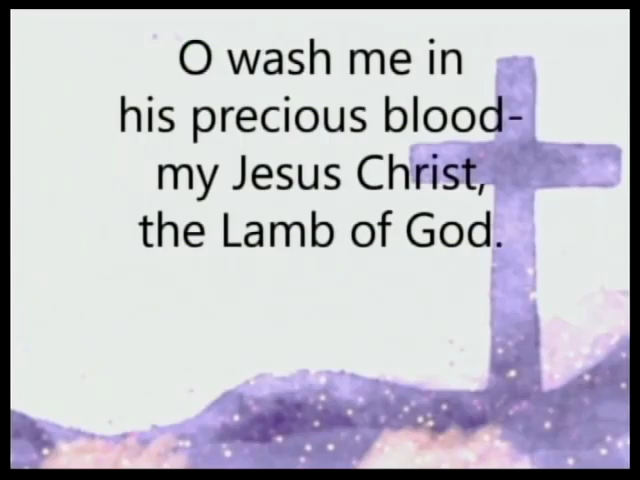 O wash me in
his precious blood-
my Jesus Christ,
the Lamb of God.